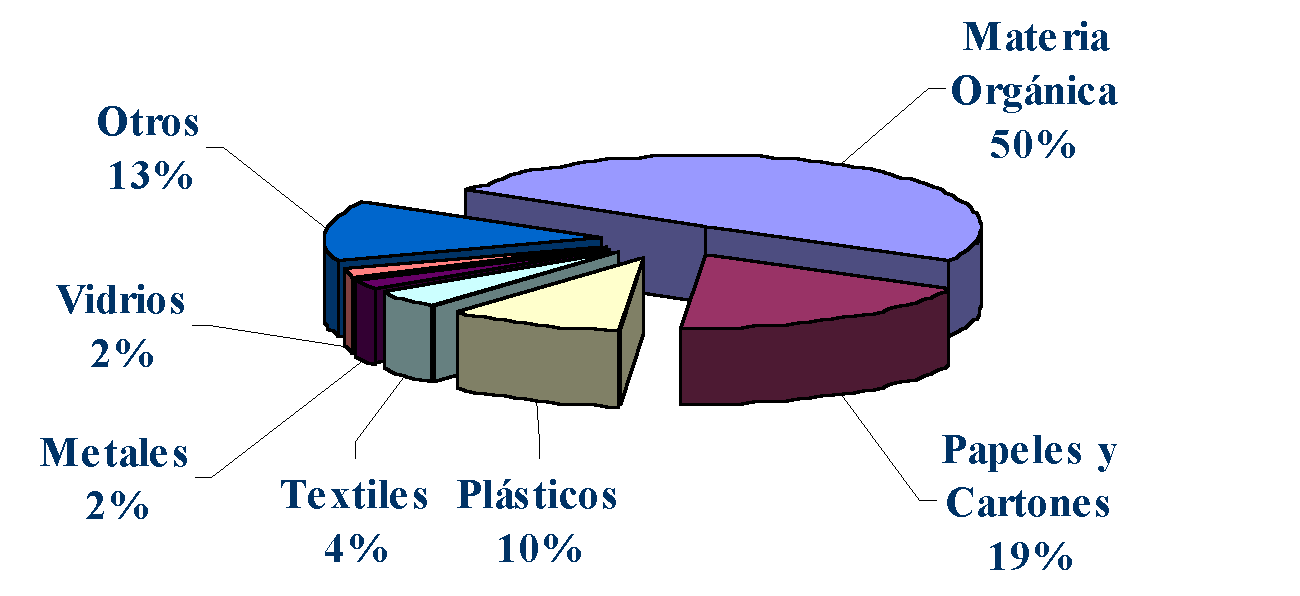 Materia
Orgánica
50%
Otros
13%
Vidrios
2%
Metales
2%
Textiles
4%
Plásticos
10%
Papeles y
Cartones
19%